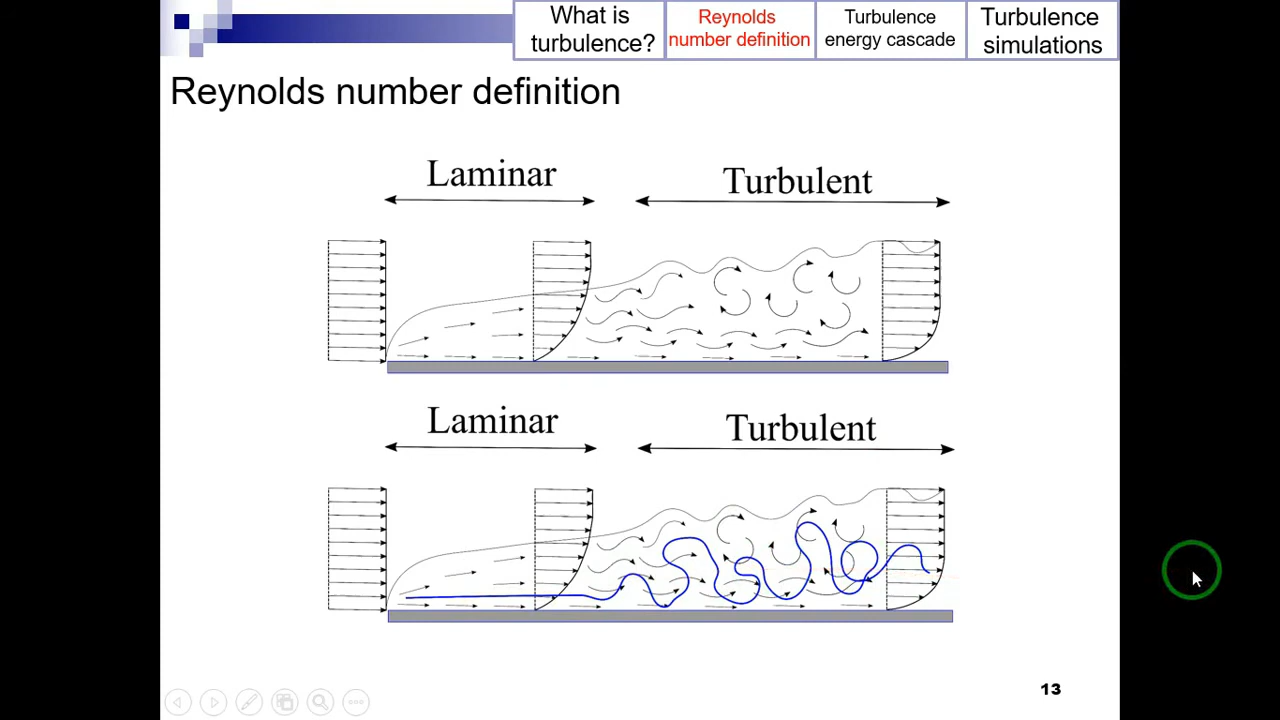 What is
turbulence?
Reynolds
number definition
Turbulence
energy cascade
Turbulence
simulations
Reynolds number definition
Laminar
Turbulent
Laminar
Turbulent
13